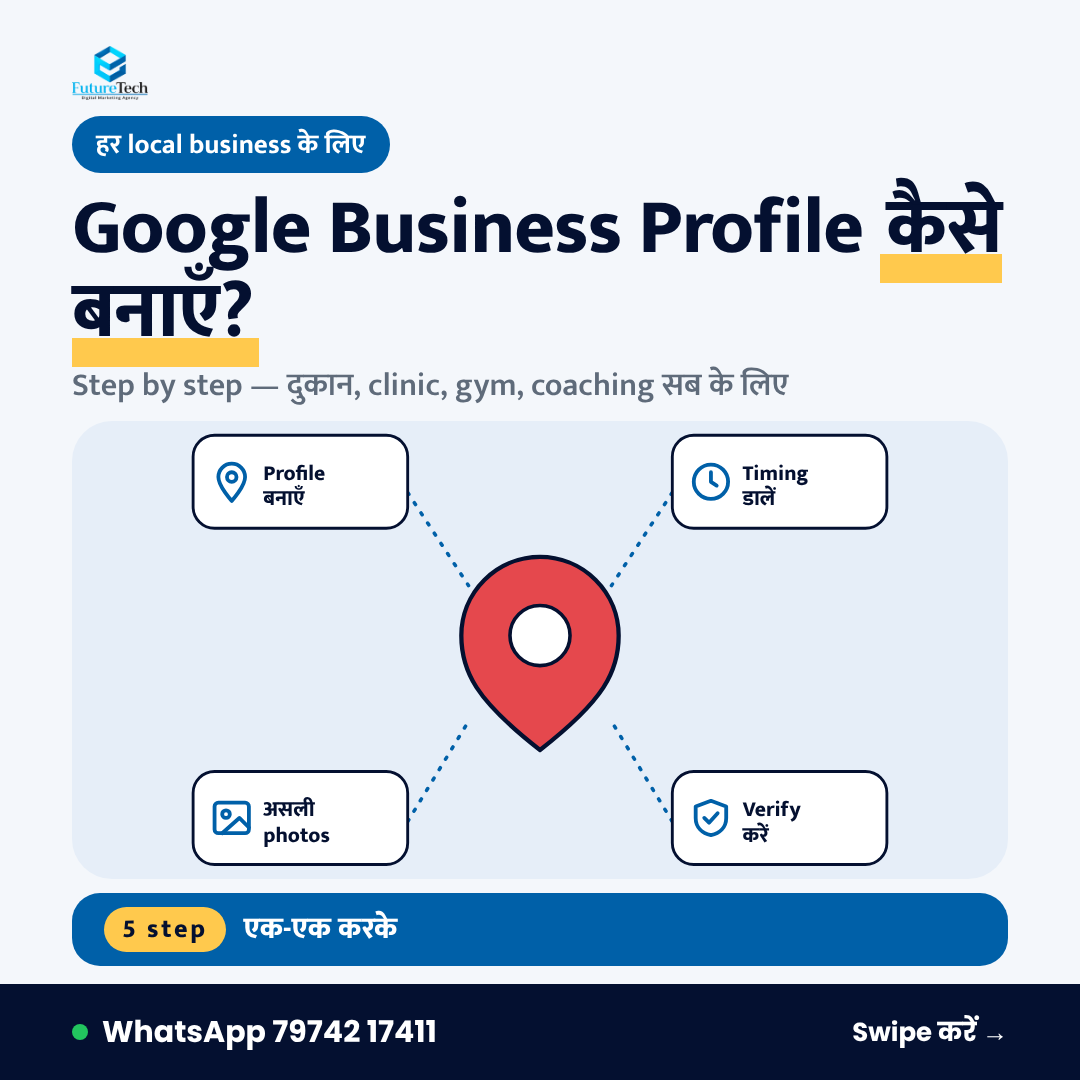 FutureTech
Digital Marketing Agency
हर local business के लिए
Google Business Profile कैसे
बनाएँ?
Step by step — दुकान, clinic, gym, coaching सब के लिए
Profile
बनाएँ
Timing
डालें
असली
photos
Verify
करें
5 step एक-एक करके
WhatsApp 79742 17411
Swipe करें →